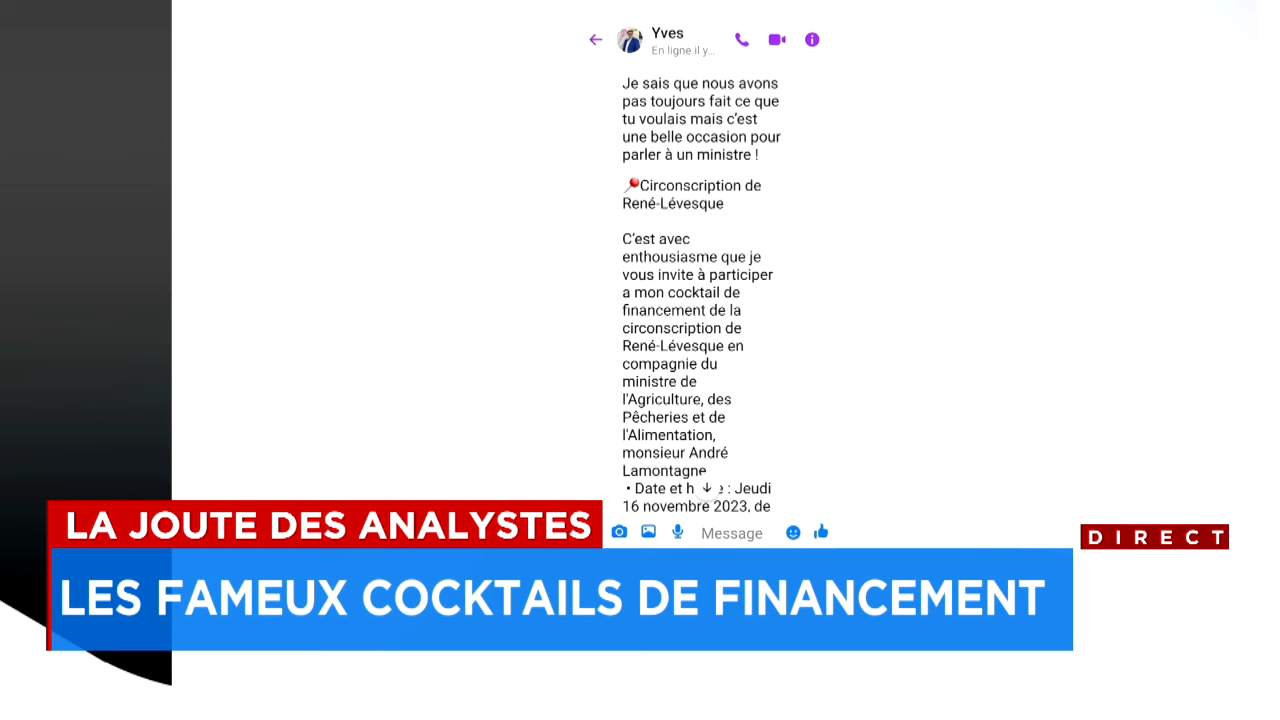 Yves
En ligne il y...
Je sais que nous avons
pas toujours fait ce que
tu voulais mais c'est
une belle occasion pour
parler à un ministre !
📍Circonscription de
René-Lévesque
C'est avec
enthousiasme que je
vous invite à participer
a mon cocktail de
financement de la
circonscription de
René-Lévesque en
compagnie du
ministre de
l'Agriculture, des
Pêcheries et de
l'Alimentation,
monsieur André
Lamontagne
• Date et : Jeudi
16 novembre 2023, de
Message
LA JOUTE DES ANALYSTES
DIRECT
LES FAMEUX COCKTAILS DE FINANCEMENT